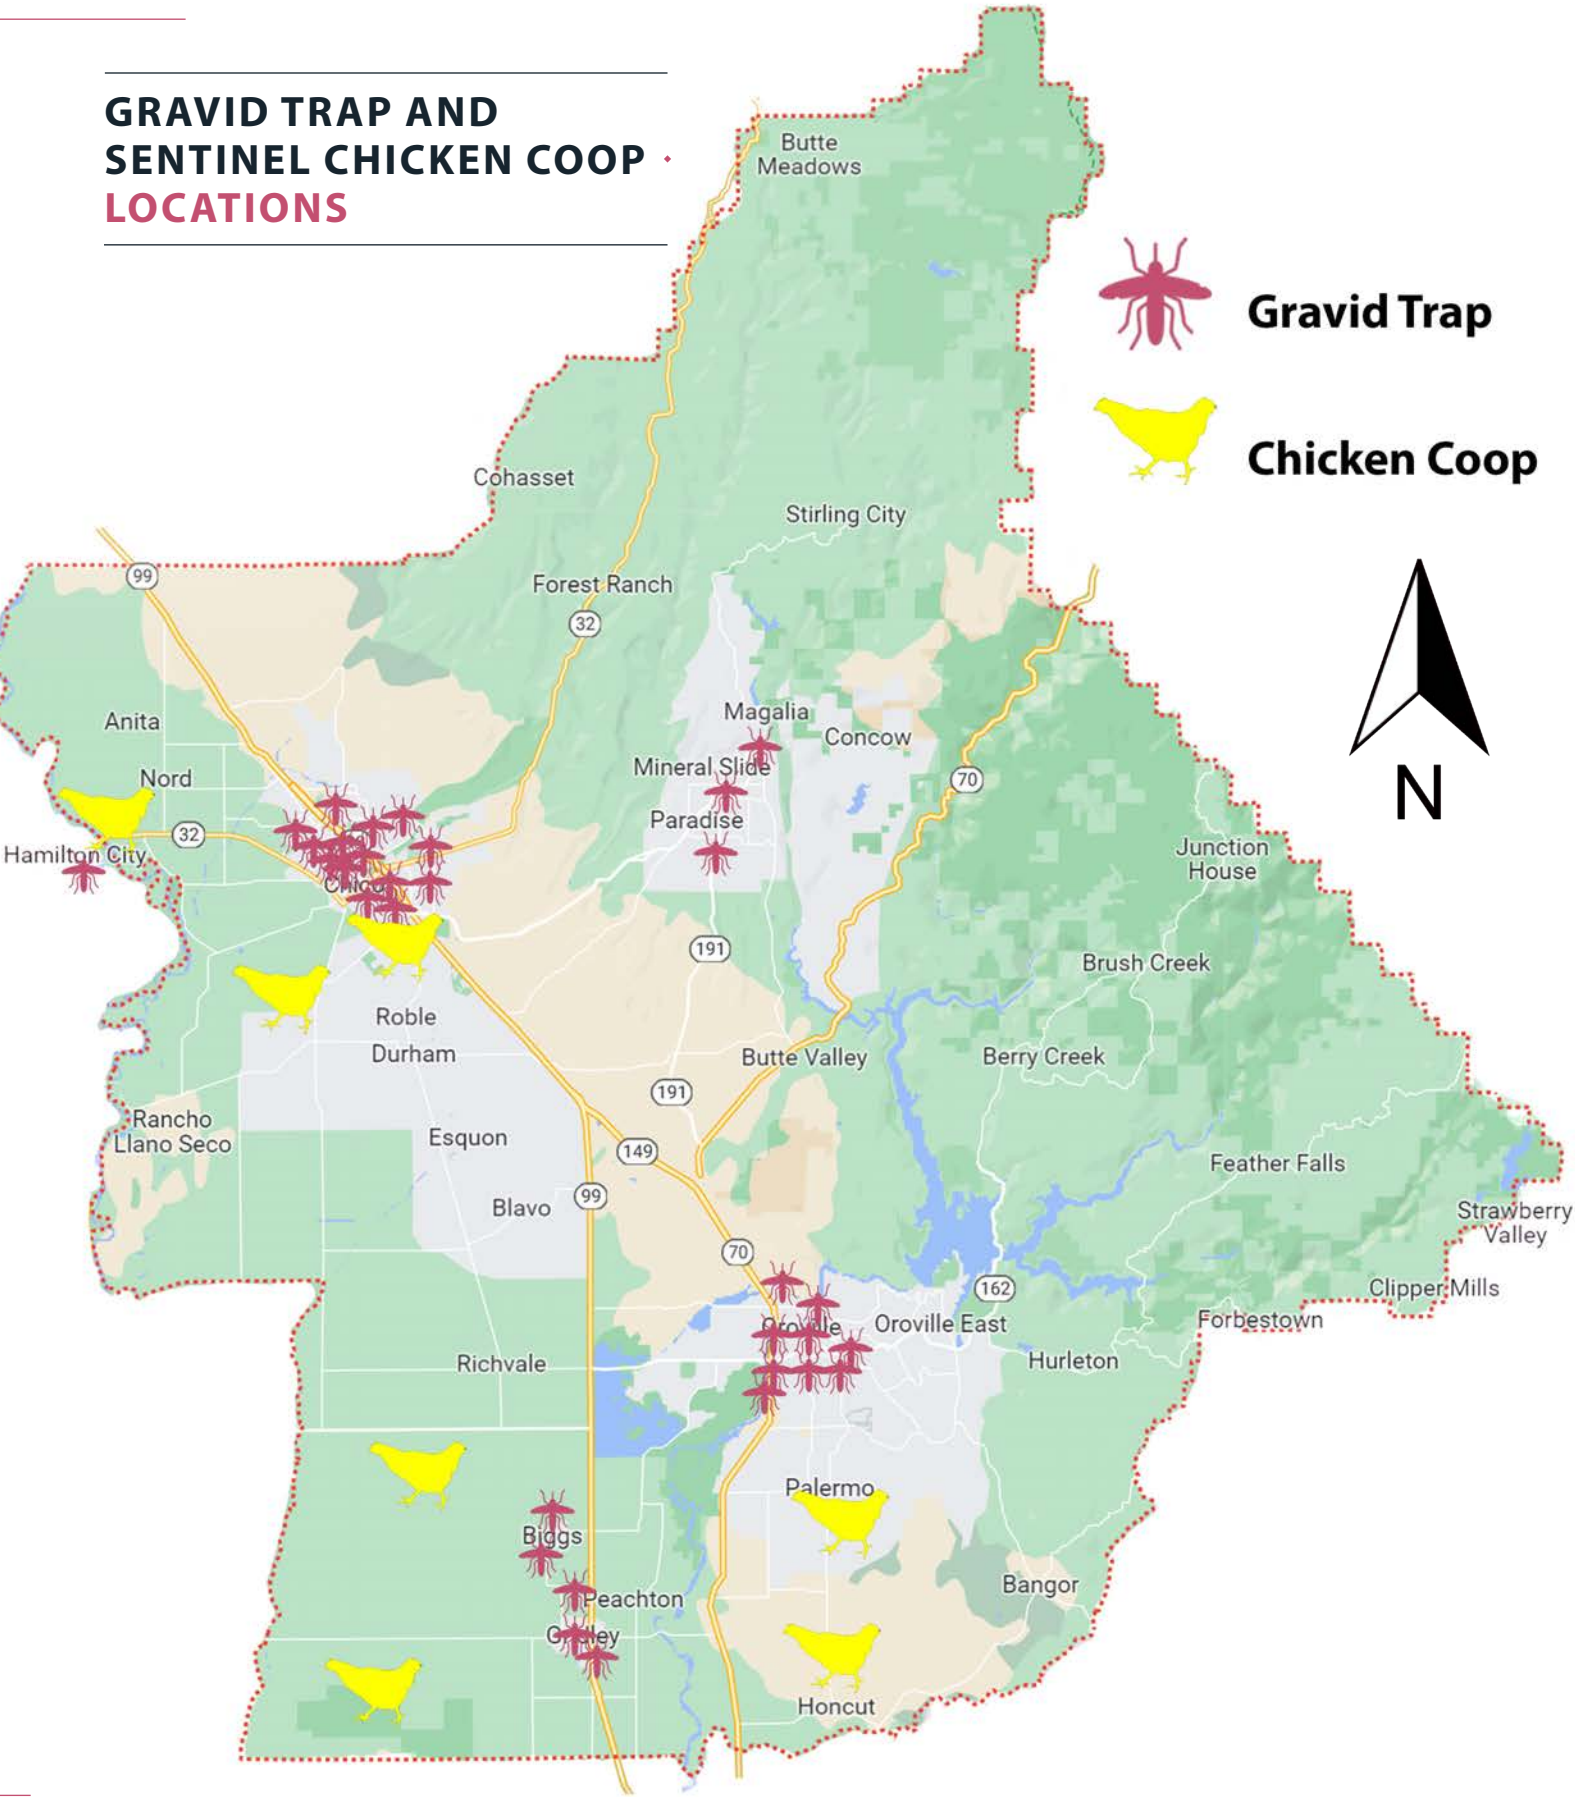 GRAVID TRAP AND
SENTINEL CHICKEN COOP
LOCATIONS
Butte
Meadows
Gravid Trap
Chicken Coop
Cohasset
Stirling City
99
Forest Ranch
32
Magalia
Anita
Concow
Mineral Slide
Nord
70
N
Paradise
32
Hamilton City
Junction
House
Chico
191
Brush Creek
Roble
Durham
Butte Valley
Berry Creek
191
Rancho
Llano Seco
Esquon
149
Feather Falls
99
Blavo
Strawberry
Valley
70
162
Clipper Mills
Oroville
Oroville East
Forbestown
Richvale
Hurleton
Palermo
Biggs
Bangor
Peachton
Gridley
Honcut